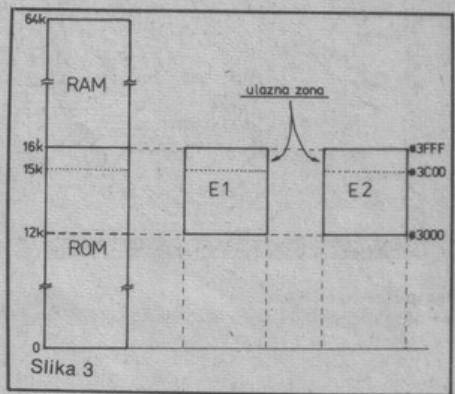 64k
RAM
ulazna zona
16k
•3FFF
15k
•3C00
E1
E2
12k
•3000
ROM
0
Slika 3